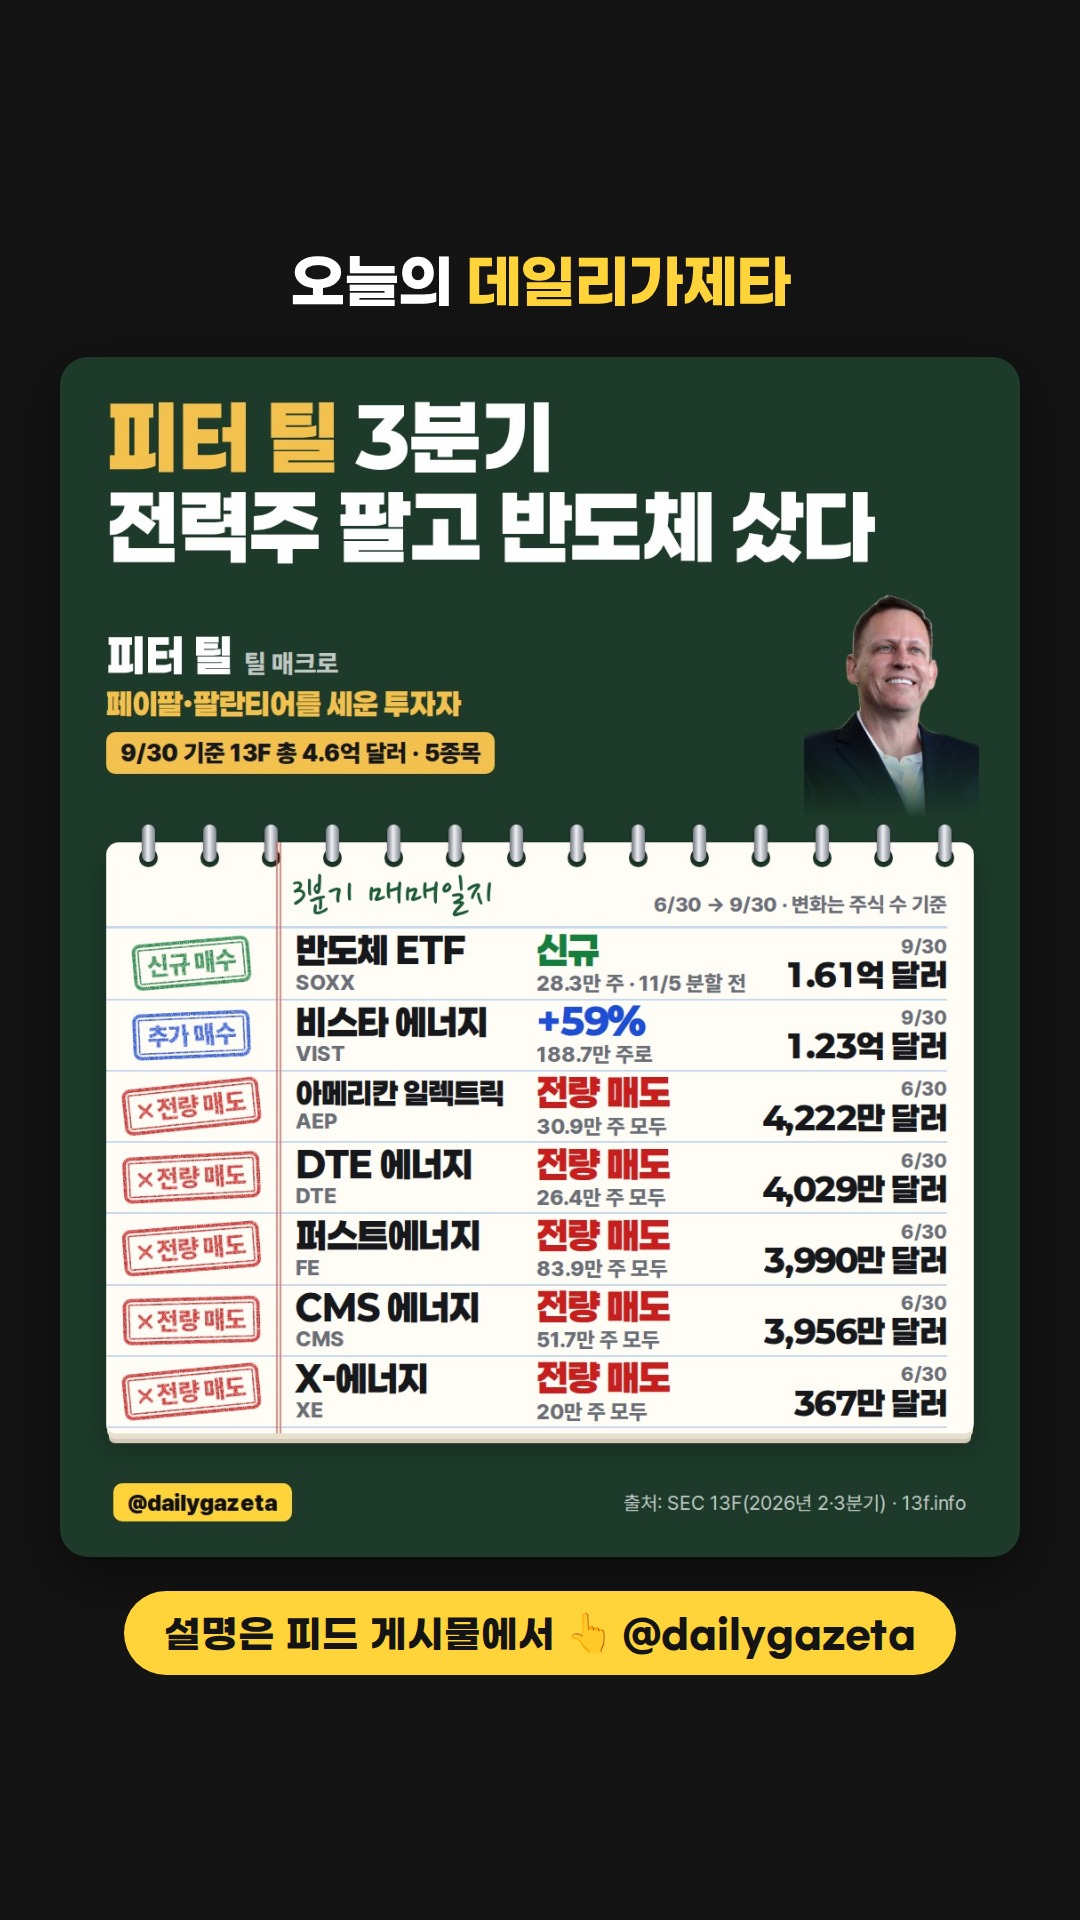 오늘의 데일리가제타
피터 틸 3분기
전력주 팔고 반도체 샀다
피터 틸 틸 매크로
페이팔·팔란티어를 세운 투자자
9/30 기준 13F 총 4.6억 달러 · 5종목
3분기 매매일지
6/30 → 9/30 · 변화는 주식 수 기준
신규 매수
반도체 ETF
SOXX
신규
28.3만 주 · 11/5 분할 전
9/30
1.61억 달러
추가 매수
비스타 에너지
VIST
+59%
188.7만 주로
9/30
1.23억 달러
×전량 매도
아메리칸 일렉트릭
AEP
전량 매도
30.9만 주 모두
6/30
4,222만 달러
×전량 매도
DTE 에너지
DTE
전량 매도
26.4만 주 모두
6/30
4,029만 달러
×전량 매도
퍼스트에너지
FE
전량 매도
83.9만 주 모두
6/30
3,990만 달러
×전량 매도
CMS 에너지
CMS
전량 매도
51.7만 주 모두
6/30
3,956만 달러
×전량 매도
X-에너지
XE
전량 매도
20만 주 모두
6/30
367만 달러
@dailygazeta
출처: SEC 13F(2026년 2·3분기) · 13f.info
설명은 피드 게시물에서 👆 @dailygazeta